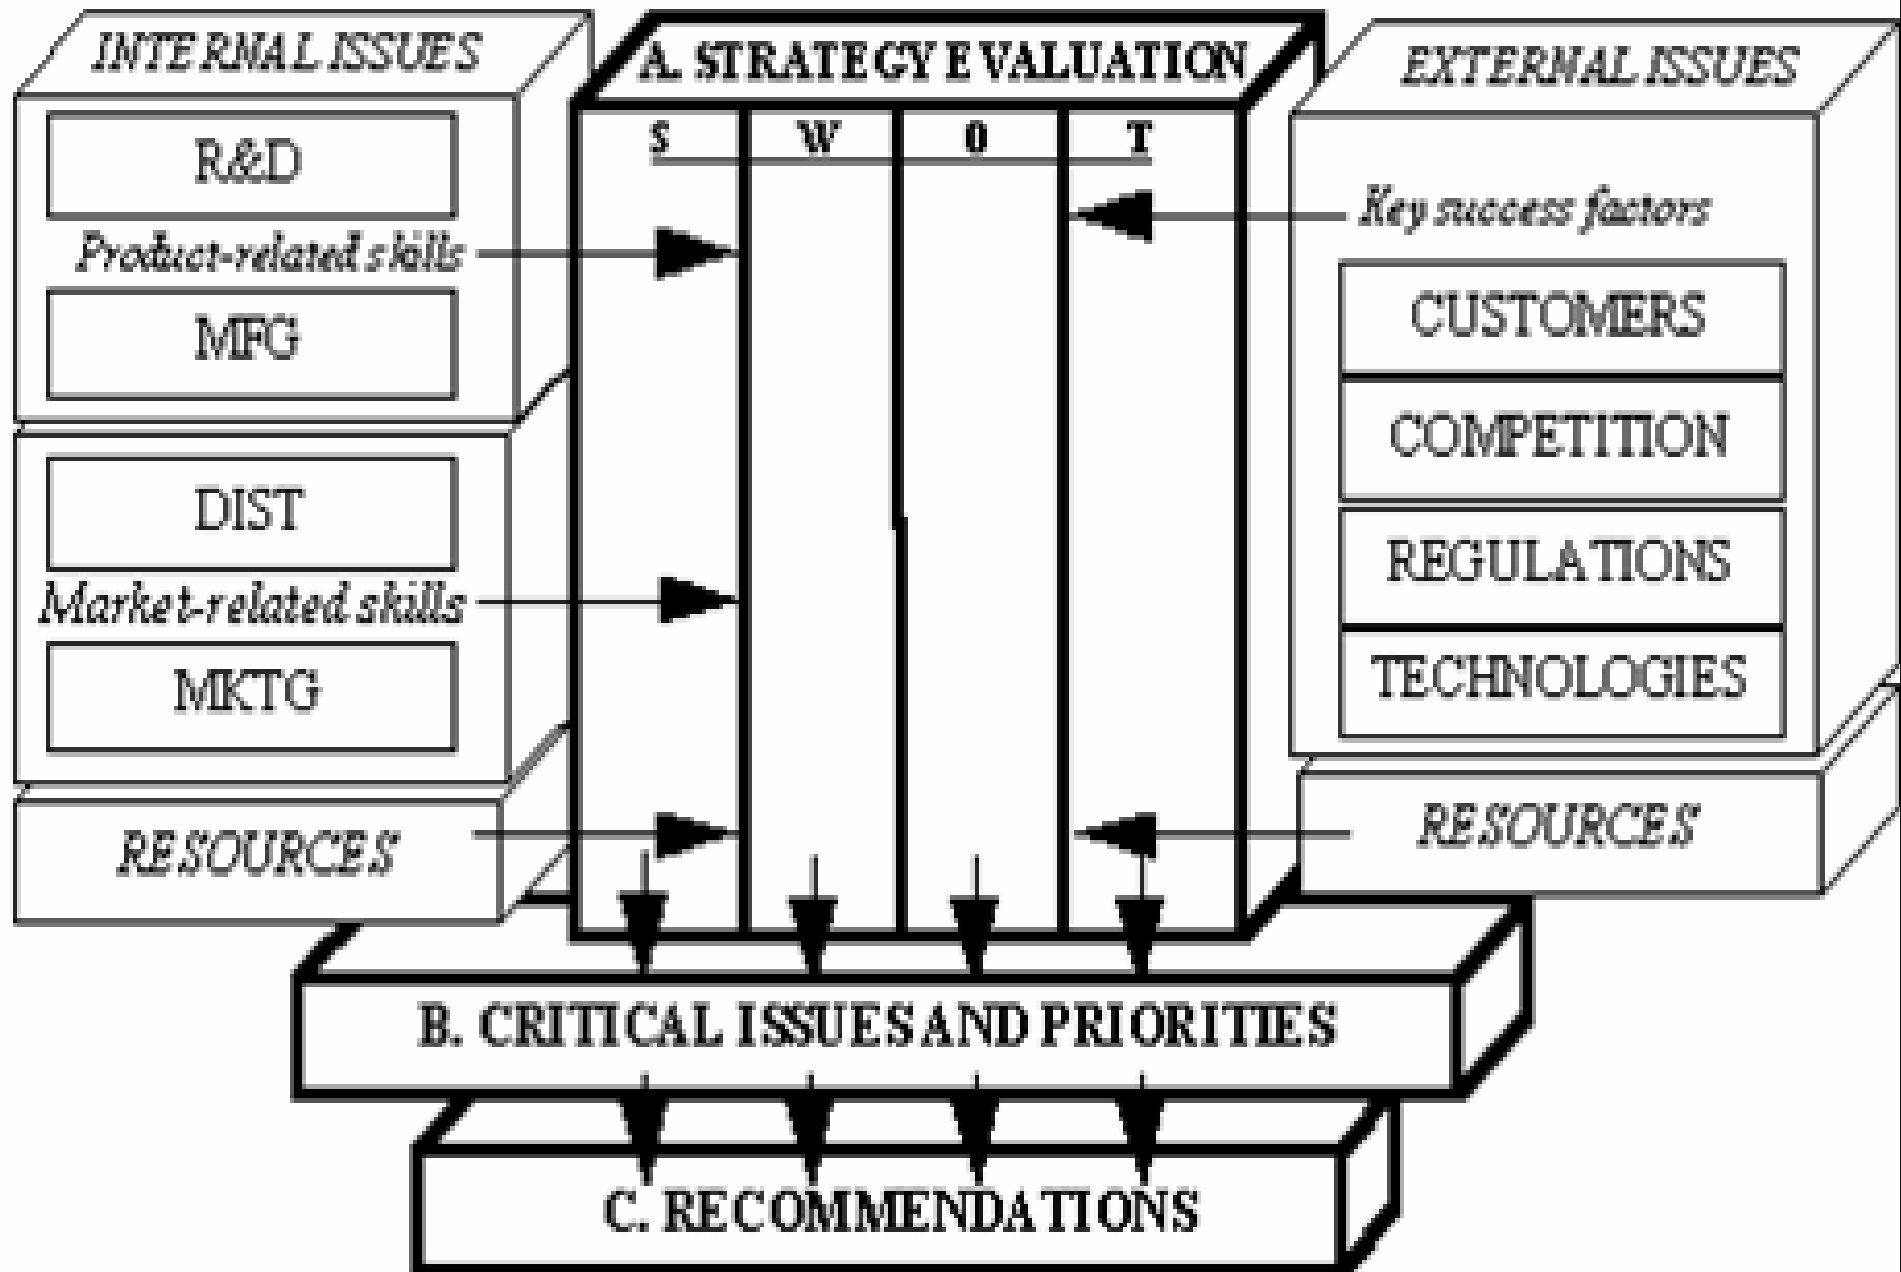 INTERNAL ISSUES
R&D
Product-related skills
MFG
DIST
Market-related skills
MKTG
RESOURCES
A. STRATEGY EVALUATION
S W O T
EXTERNAL ISSUES
Key success factors
CUSTOMERS
COMPETITION
REGULATIONS
TECHNOLOGIES
RESOURCES
B. CRITICAL ISSUES AND PRIORITIES
C. RECOMMENDATIONS